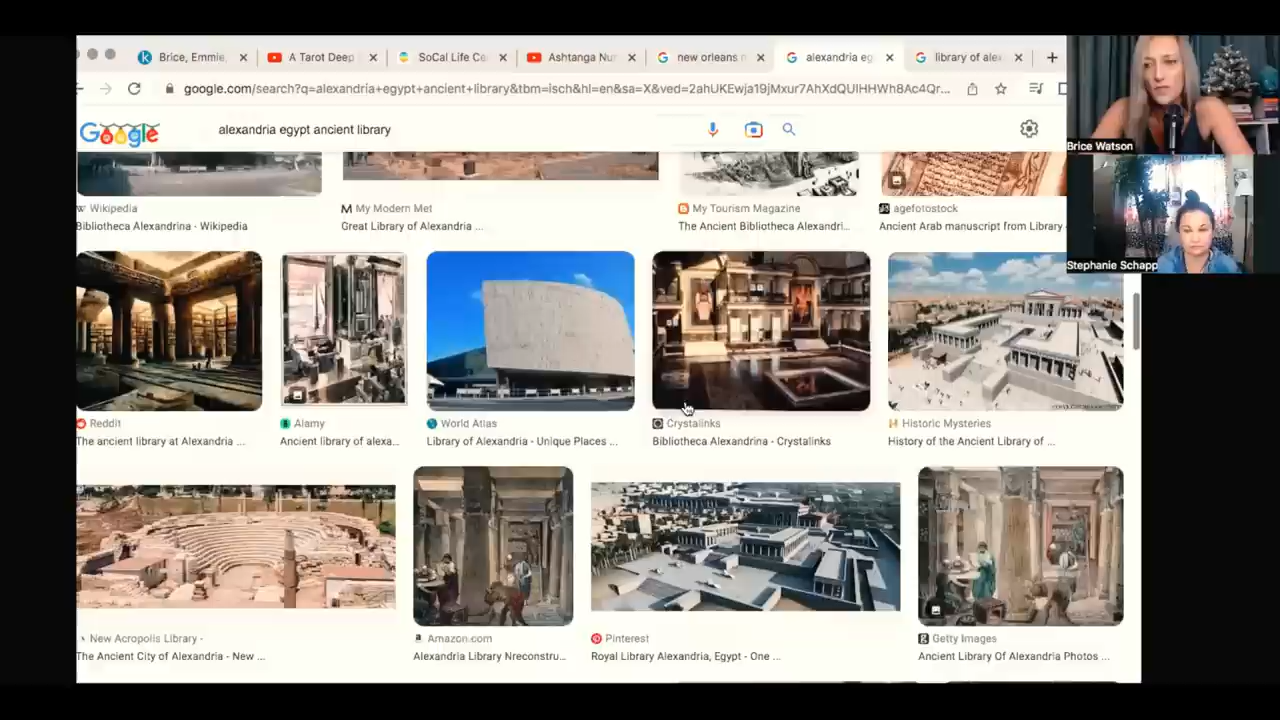 Brice, Emmie,
A Tarot Deep
SoCal Life Ce
Ashtanga Nu
new orleans
alexandria eg
library of alex
google.com/search?q=alexandria+egypt+ancient+library&tbm=isch&hl=en&sa=X&ved=2ahUKEwja19jMxur7AhXdQUIHHWh8Ac4Qr...
Google
alexandria egypt ancient library
Brice Watson
Stephanie Schapp
Wikipedia
Bibliotheca Alexandrina - Wikipedia
My Modern Met
Great Library of Alexandria ...
My Tourism Magazine
The Ancient Bibliotheca Alexandri...
agefotostock
Ancient Arab manuscript from Library
Reddit
The ancient library at Alexandria ...
Alamy
Ancient library of alexa...
World Atlas
Library of Alexandria - Unique Places ...
Crystalinks
Bibliotheca Alexandrina - Crystalinks
Historic Mysteries
History of the Ancient Library of ...
New Acropolis Library -
The Ancient City of Alexandria - New ...
Amazon.com
Alexandria Library Nreconstru...
Pinterest
Royal Library Alexandria, Egypt - One ...
Getty Images
Ancient Library Of Alexandria Photos ...